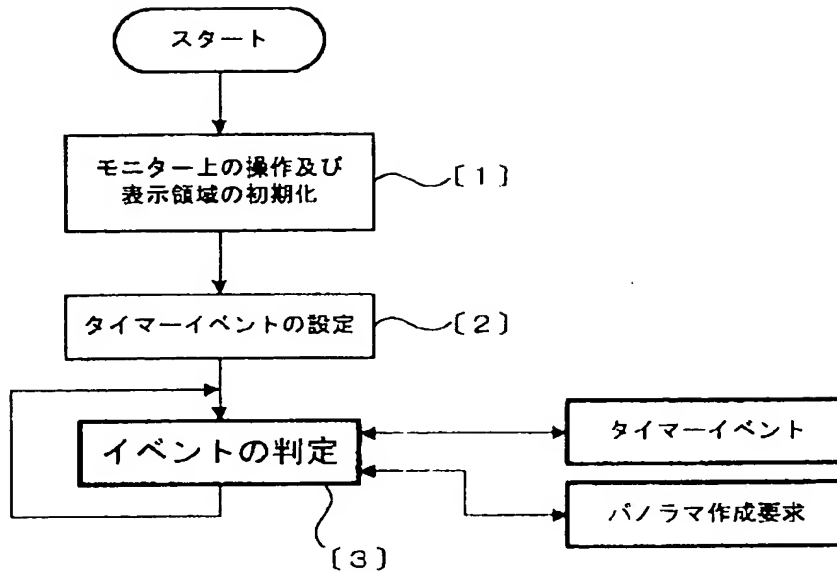 スタート
モニター上の操作及び
表示領域の初期化
〔1〕
タイマーイベントの設定
〔2〕
イベントの判定
タイマーイベント
パノラマ作成要求
〔3〕